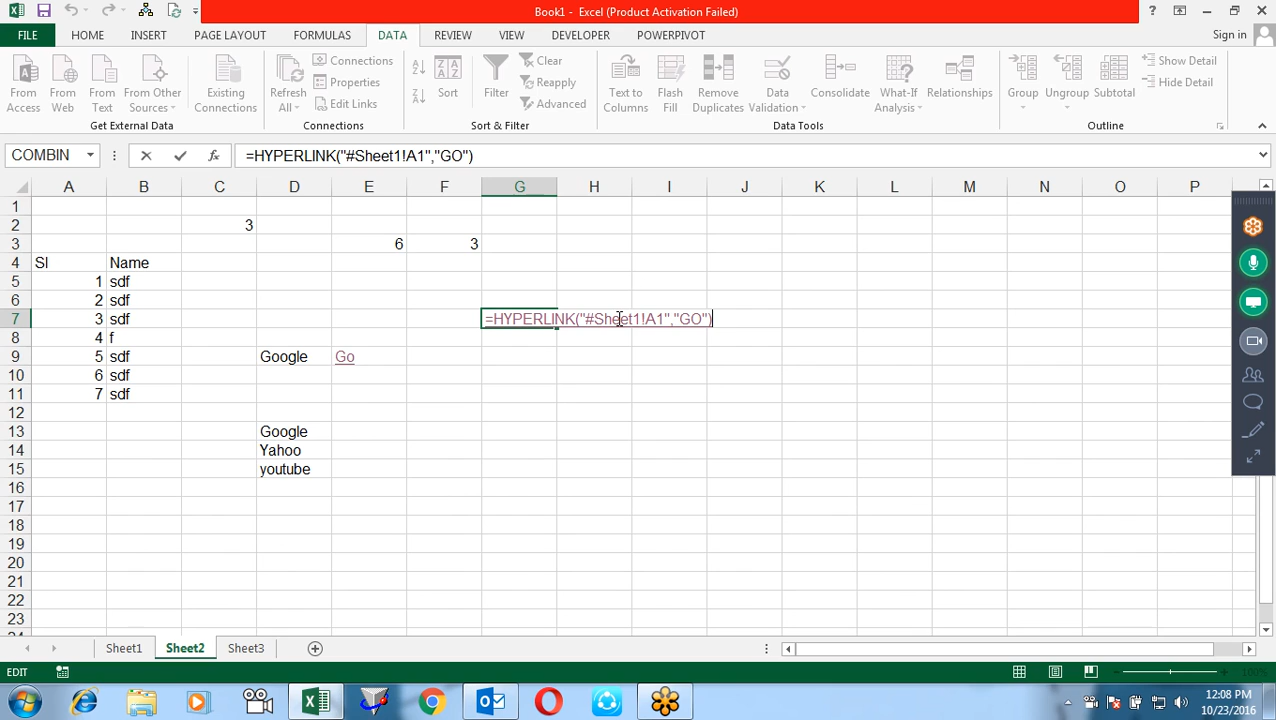 Book1 - Excel (Product Activation Failed)
FILE HOME INSERT PAGE LAYOUT FORMULAS DATA REVIEW VIEW DEVELOPER POWERPIVOT Sign in
From Access From Web From Text From Other Sources Existing Connections Refresh All Connections Properties Edit Links Sort Filter Clear Reapply Advanced Text to Columns Flash Fill Remove Duplicates Data Validation Consolidate What-If Analysis Relationships Group Ungroup Subtotal Show Detail Hide Detail
Get External Data Connections Sort & Filter Data Tools Outline
COMBIN =HYPERLINK("#Sheet1!A1","GO")
A B C D E F G H I J K L M N O P
1
2 3
3 6 3
4 Sl Name
5 1 sdf
6 2 sdf
7 3 sdf =HYPERLINK("#Sheet1!A1","GO")
8 4 f
9 5 sdf Google Go
10 6 sdf
11 7 sdf
12
13 Google
14 Yahoo
15 youtube
16
17
18
19
20
21
22
23
24
Sheet1 Sheet2 Sheet3
EDIT 100%
12:08 PM
10/23/2016